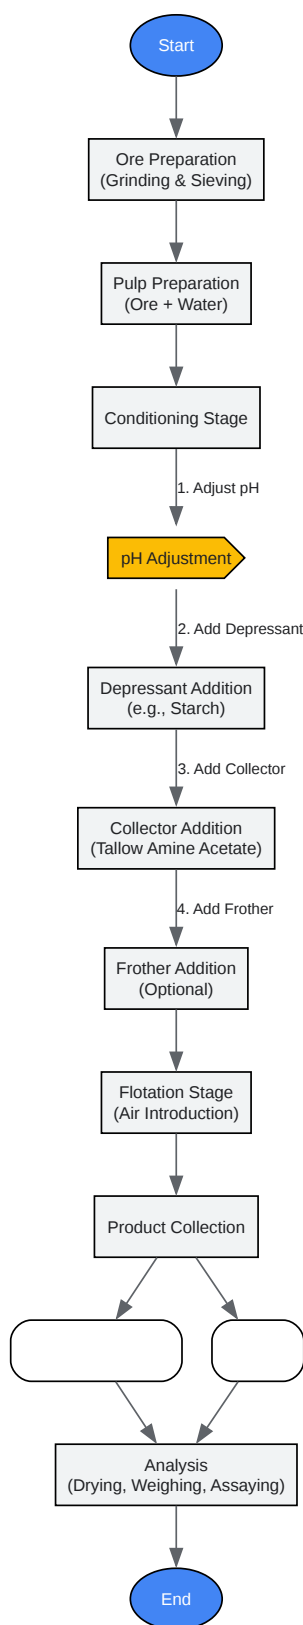 Start
Ore Preparation
(Grinding & Sieving)
Pulp Preparation
(Ore + Water)
Conditioning Stage
1. Adjust pH
pH Adjustment
2. Add Depressant
Depressant Addition
(e.g., Starch)
3. Add Collector
Collector Addition
(Tallow Amine Acetate)
4. Add Frother
Frother Addition
(Optional)
Flotation Stage
(Air Introduction)
Product Collection
Analysis
(Drying, Weighing, Assaying)
End